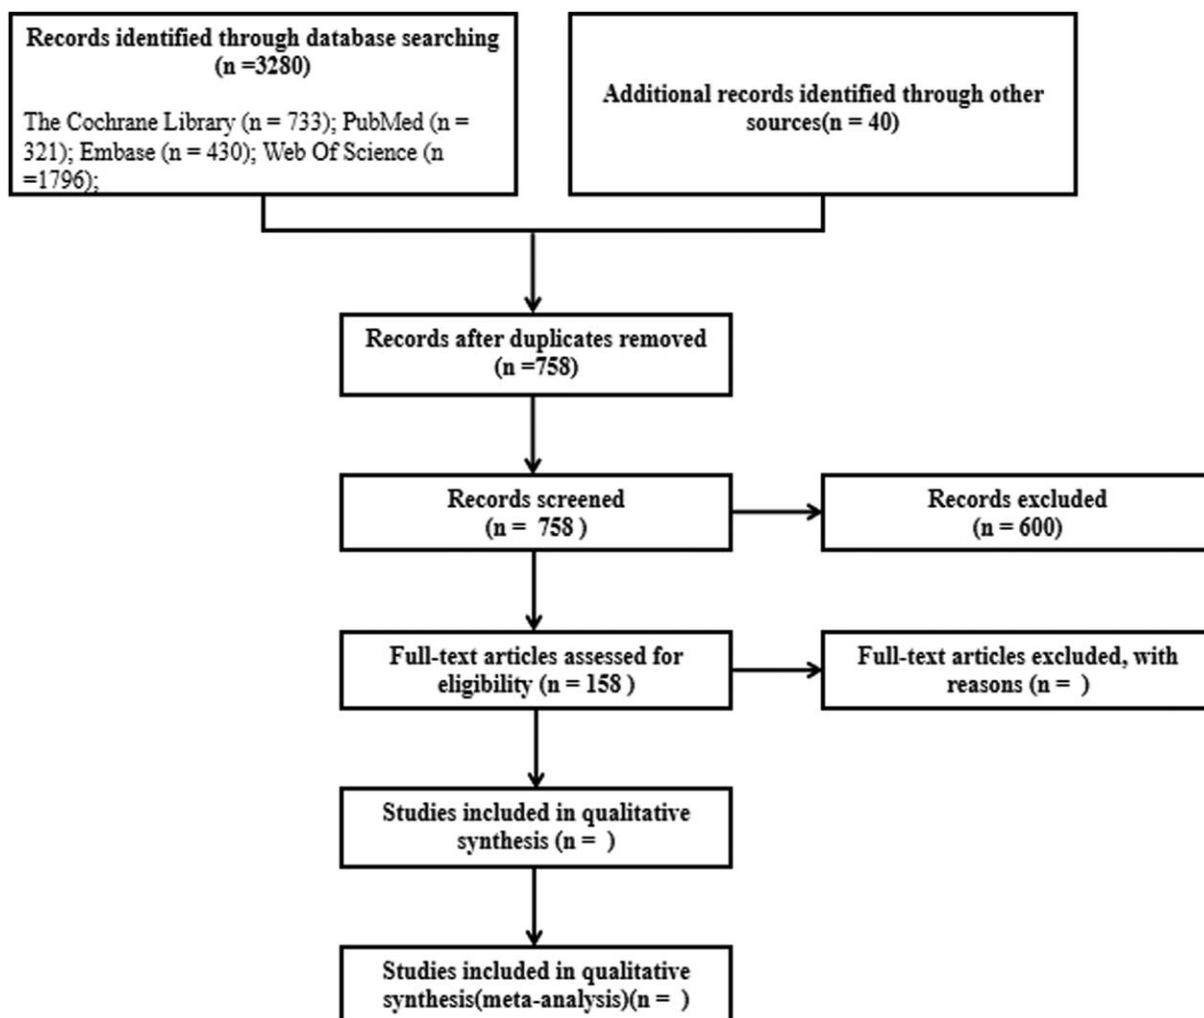 Records identified through database searching
(n =3280)
The Cochrane Library (n = 733); PubMed (n =
321); Embase (n = 430); Web Of Science (n
=1796);
Additional records identified through other
sources(n = 40)
Records after duplicates removed
(n =758)
Records screened
(n =  758 )
Records excluded
(n = 600)
Full-text articles assessed for
eligibility (n = 158 )
Full-text articles excluded, with
reasons (n =  )
Studies included in qualitative
synthesis (n =  )
Studies included in qualitative
synthesis(meta-analysis)(n =  )